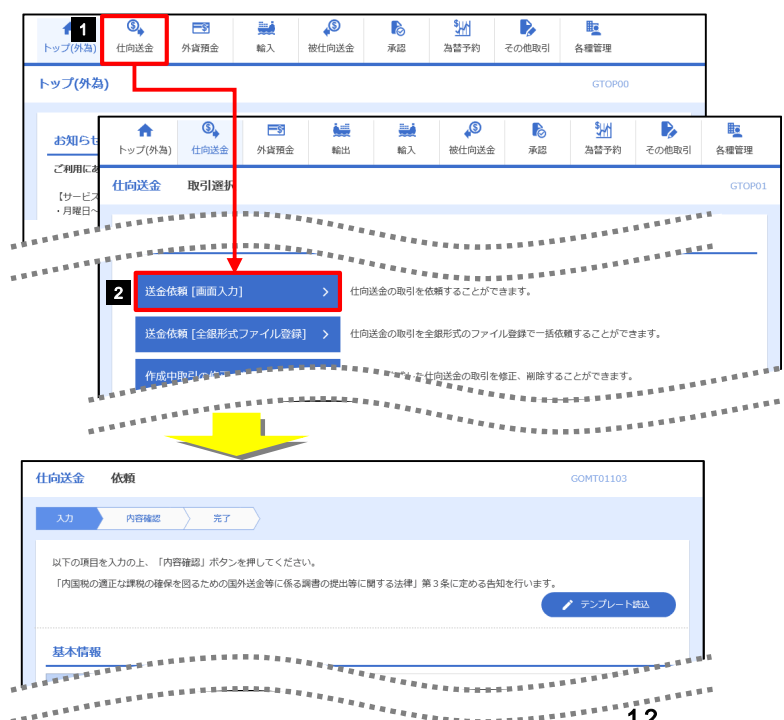 1
トップ(外為) 仕向送金 外貨預金 輸入 被仕向送金 承認 為替予約 その他取引 各種管理
トップ(外為) GTOP00
お知らせ
ご利用にあ
【サービス
・月曜日～
トップ(外為) 仕向送金 外貨預金 輸出 輸入 被仕向送金 承認 為替予約 その他取引 各種管理
仕向送金 取引選択 GTOP01
2
送金依頼 [画面入力] 仕向送金の取引を依頼することができます。
送金依頼 [全銀形式ファイル登録] 仕向送金の取引を全銀形式のファイル登録で一括依頼することができます。
作成中取引の修正 した仕向送金の取引を修正、削除することができます。
仕向送金 依頼 GOMT01103
入力 内容確認 完了
以下の項目を入力の上、「内容確認」ボタンを押してください。
「内国税の適正な課税の確保を図るための国外送金等に係る調書の提出等に関する法律」第3条に定める告知を行います。
テンプレート読込
基本情報
12